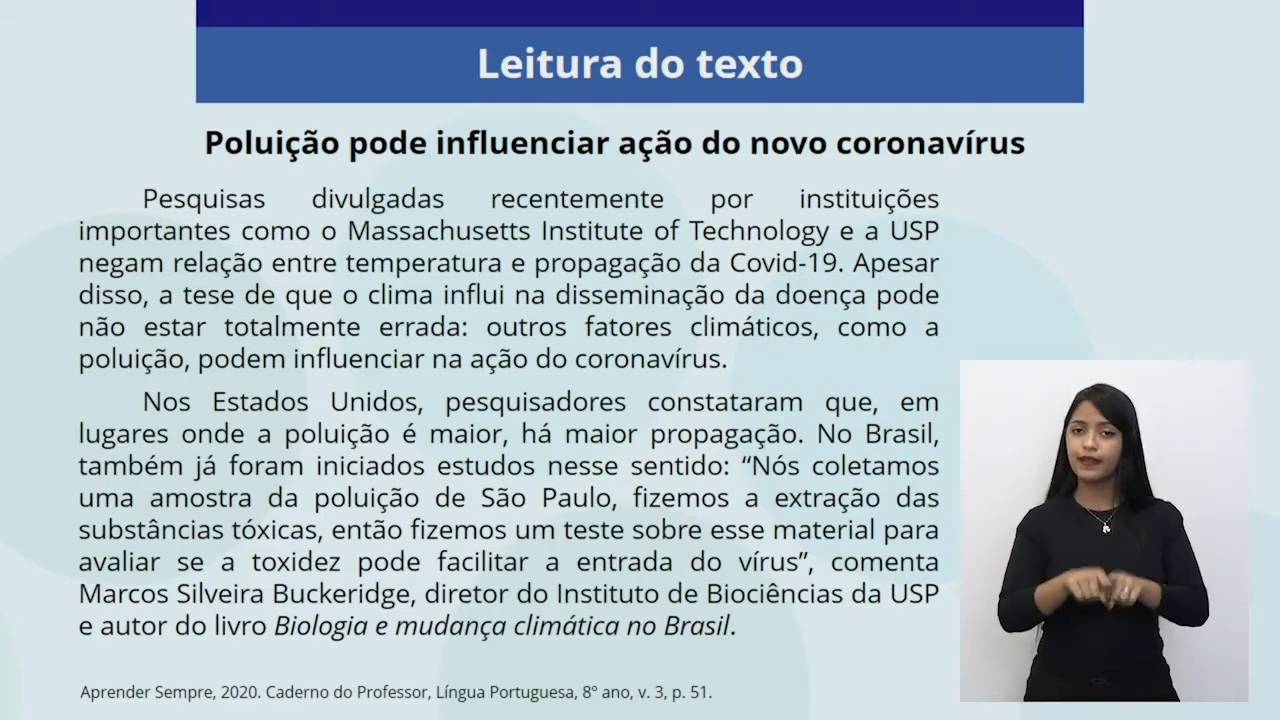 Leitura do texto
Poluição pode influenciar ação do novo coronavírus
Pesquisas divulgadas recentemente por instituições
importantes como o Massachusetts Institute of Technology e a USP
negam relação entre temperatura e propagação da Covid-19. Apesar
disso, a tese de que o clima influi na disseminação da doença pode
não estar totalmente errada: outros fatores climáticos, como a
poluição, podem influenciar na ação do coronavírus.
Nos Estados Unidos, pesquisadores constataram que, em
lugares onde a poluição é maior, há maior propagação. No Brasil,
também já foram iniciados estudos nesse sentido: “Nós coletamos
uma amostra da poluição de São Paulo, fizemos a extração das
substâncias tóxicas, então fizemos um teste sobre esse material para
avaliar se a toxidez pode facilitar a entrada do vírus”, comenta
Marcos Silveira Buckeridge, diretor do Instituto de Biociências da USP
e autor do livro Biologia e mudança climática no Brasil.
Aprender Sempre, 2020. Caderno do Professor, Língua Portuguesa, 8º ano, v. 3, p. 51.